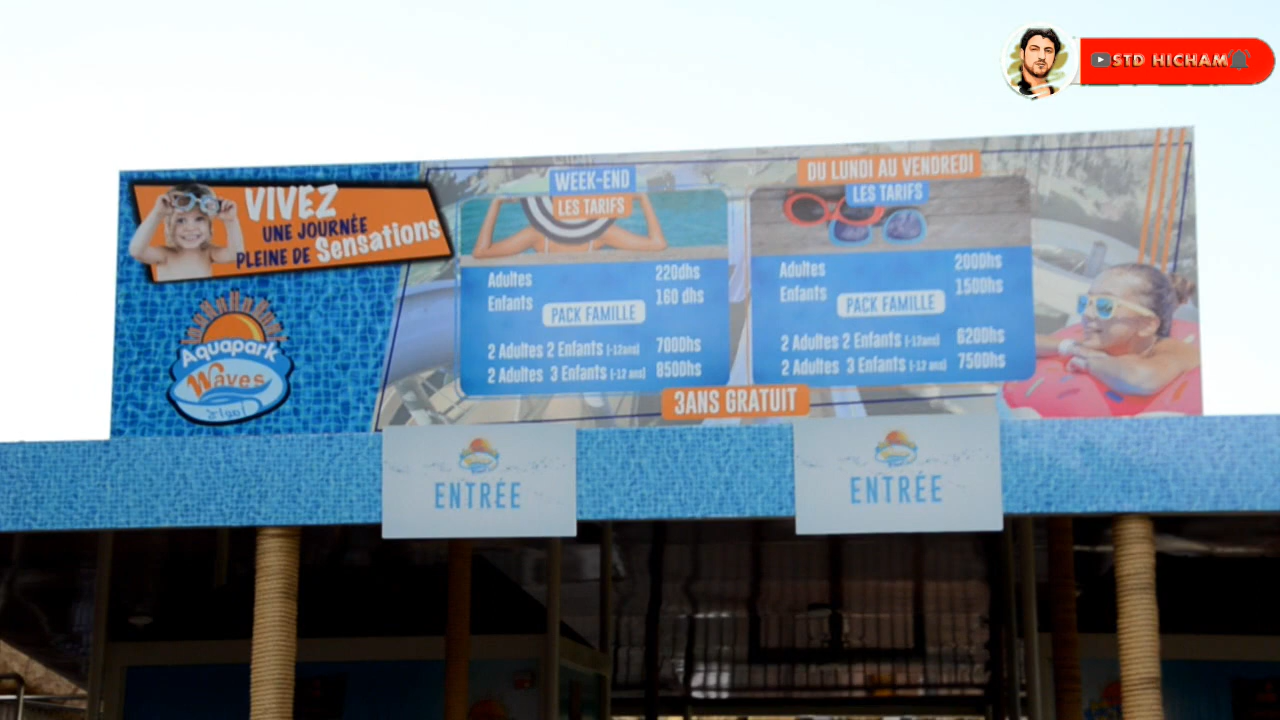 STD HICHAM
VIVEZ
UNE JOURNÉE
PLEINE DE Sensations
Aquapark
Waves
WEEK-END
LES TARIFS
Adultes 220dhs
Enfants 160 dhs
PACK FAMILLE
2 Adultes 2 Enfants (-12ans) 700Dhs
2 Adultes 3 Enfants (-12 ans) 850Dhs
DU LUNDI AU VENDREDI
LES TARIFS
Adultes 200Dhs
Enfants 150Dhs
PACK FAMILLE
2 Adultes 2 Enfants (-12ans) 620Dhs
2 Adultes 3 Enfants (-12 ans) 750Dhs
3ANS GRATUIT
ENTRÉE
ENTRÉE